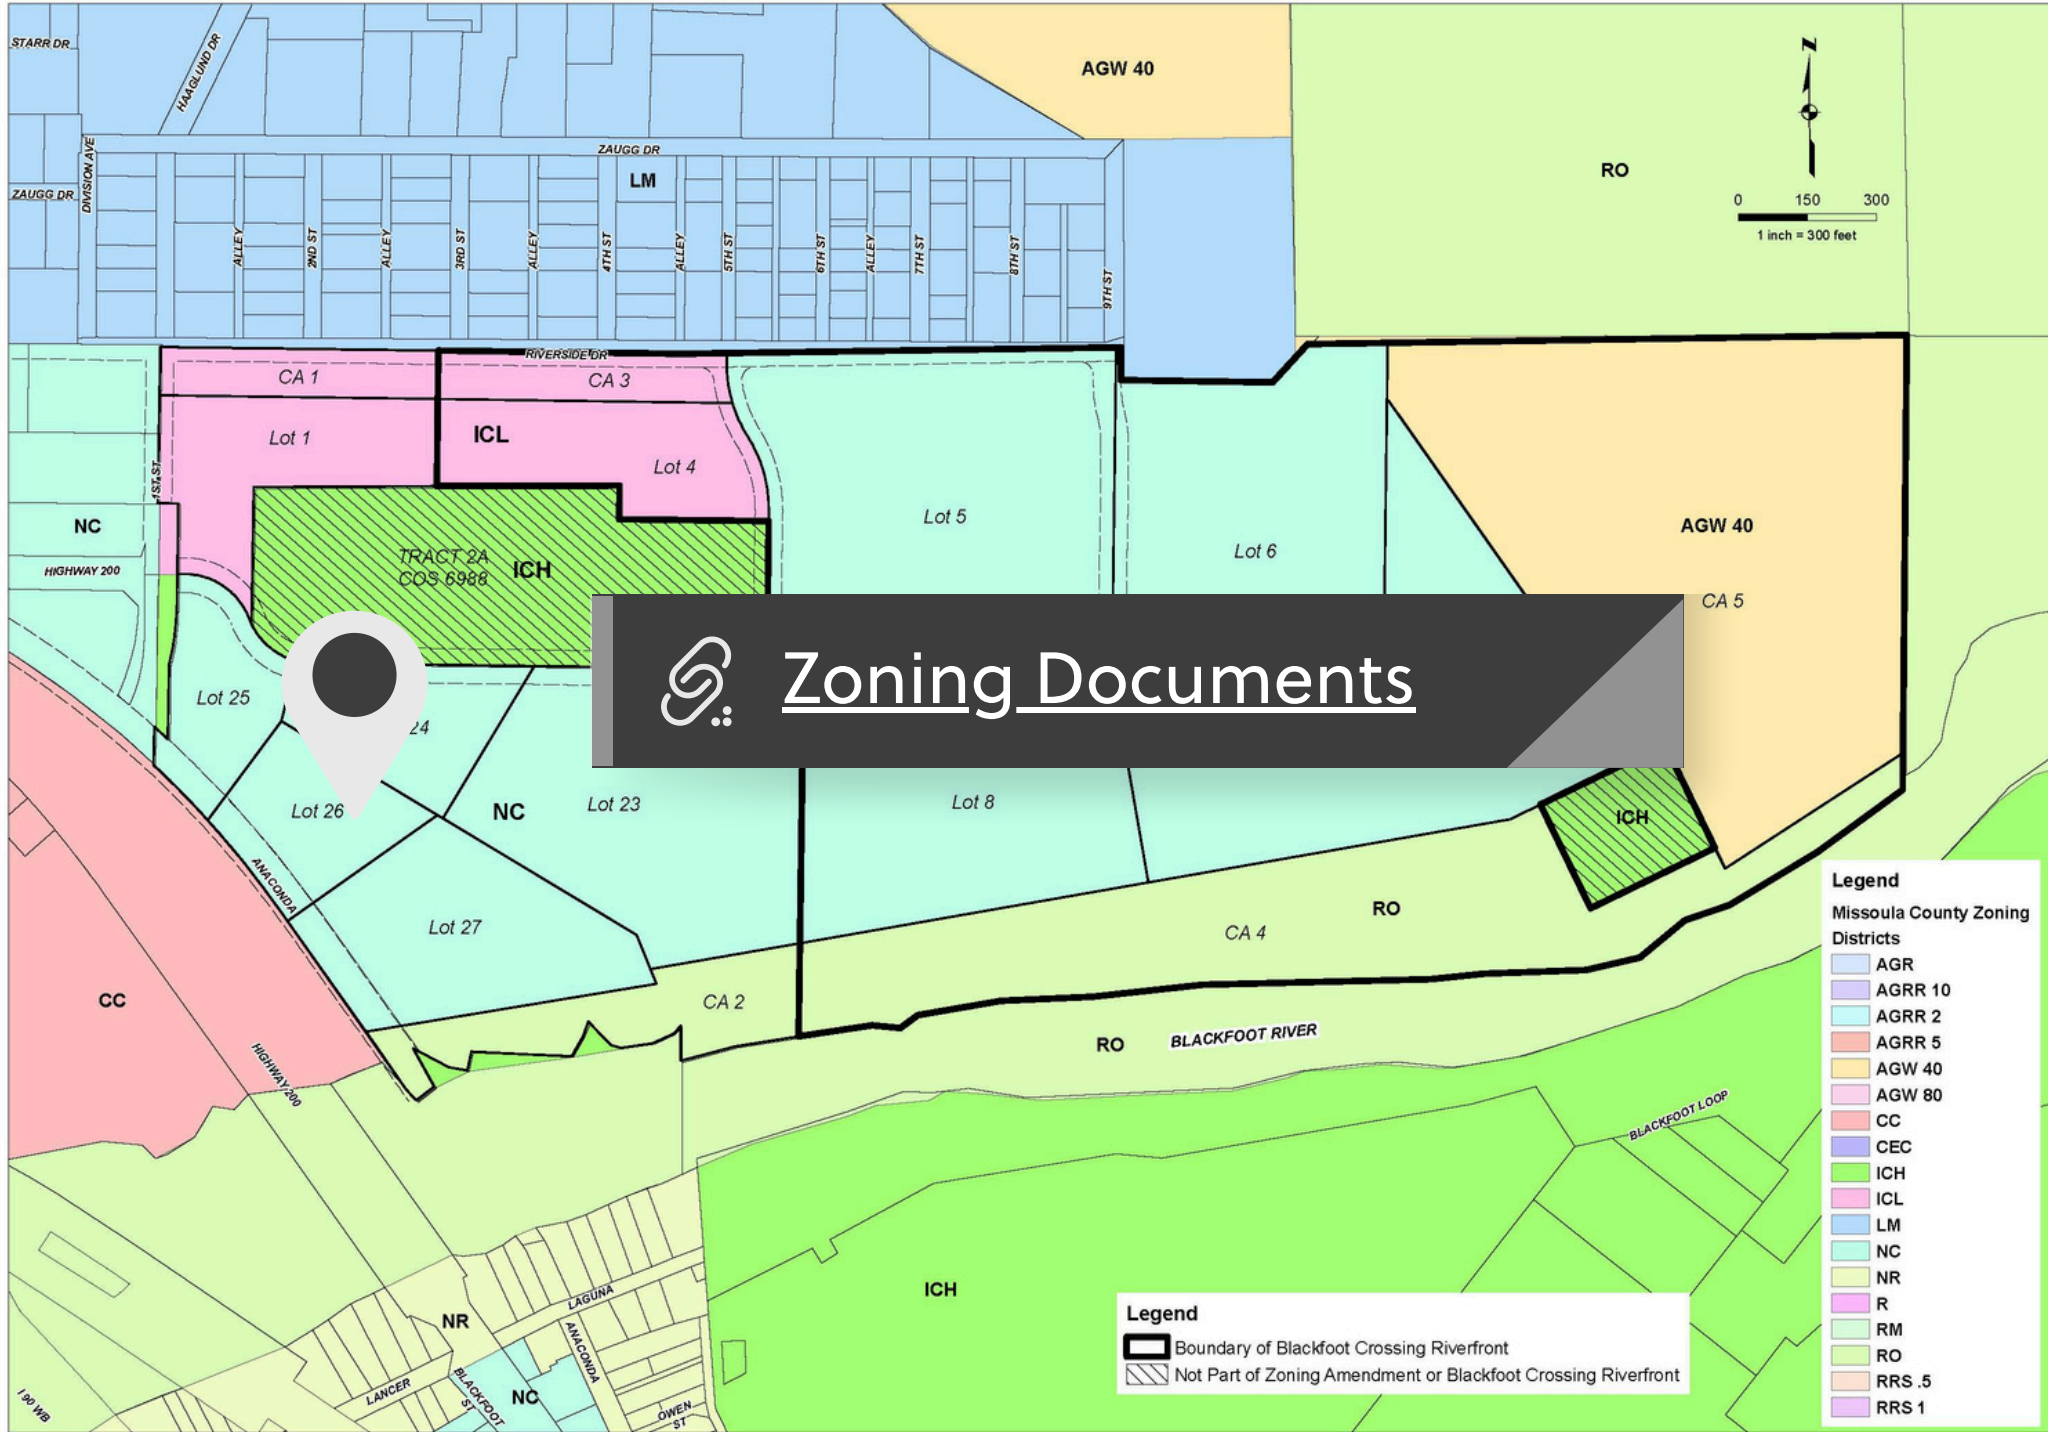 STARR DR
HAAGLUND DR
AGW 40
N
RO
0 150 300
1 inch = 300 feet
ZAUGG DR
ZAUGG DR
DIVISION AVE
LM
ALLEY
2ND ST
ALLEY
3RD ST
ALLEY
4TH ST
ALLEY
5TH ST
6TH ST
ALLEY
7TH ST
8TH ST
9TH ST
RIVERSIDE DR
CA 1
CA 3
Lot 1
ICL
Lot 4
1ST ST
Lot 5
Lot 6
AGW 40
CA 5
NC
HIGHWAY 200
TRACT 2A
COS 6988
ICH
Zoning Documents
Lot 25
24
Lot 26
NC
Lot 23
Lot 8
ICH
ANACONDA
Lot 27
RO
CA 4
CA 2
CC
HIGHWAY 200
RO
BLACKFOOT RIVER
BLACKFOOT LOOP
ICH
NR
LAGUNA
ANACONDA
LANCER
BLACKFOOT ST
NC
OWEN ST
I 90 WB
Legend
Missoula County Zoning
Districts
AGR
AGRR 10
AGRR 2
AGRR 5
AGW 40
AGW 80
CC
CEC
ICH
ICL
LM
NC
NR
R
RM
RO
RRS .5
RRS 1
Legend
Boundary of Blackfoot Crossing Riverfront
Not Part of Zoning Amendment or Blackfoot Crossing Riverfront